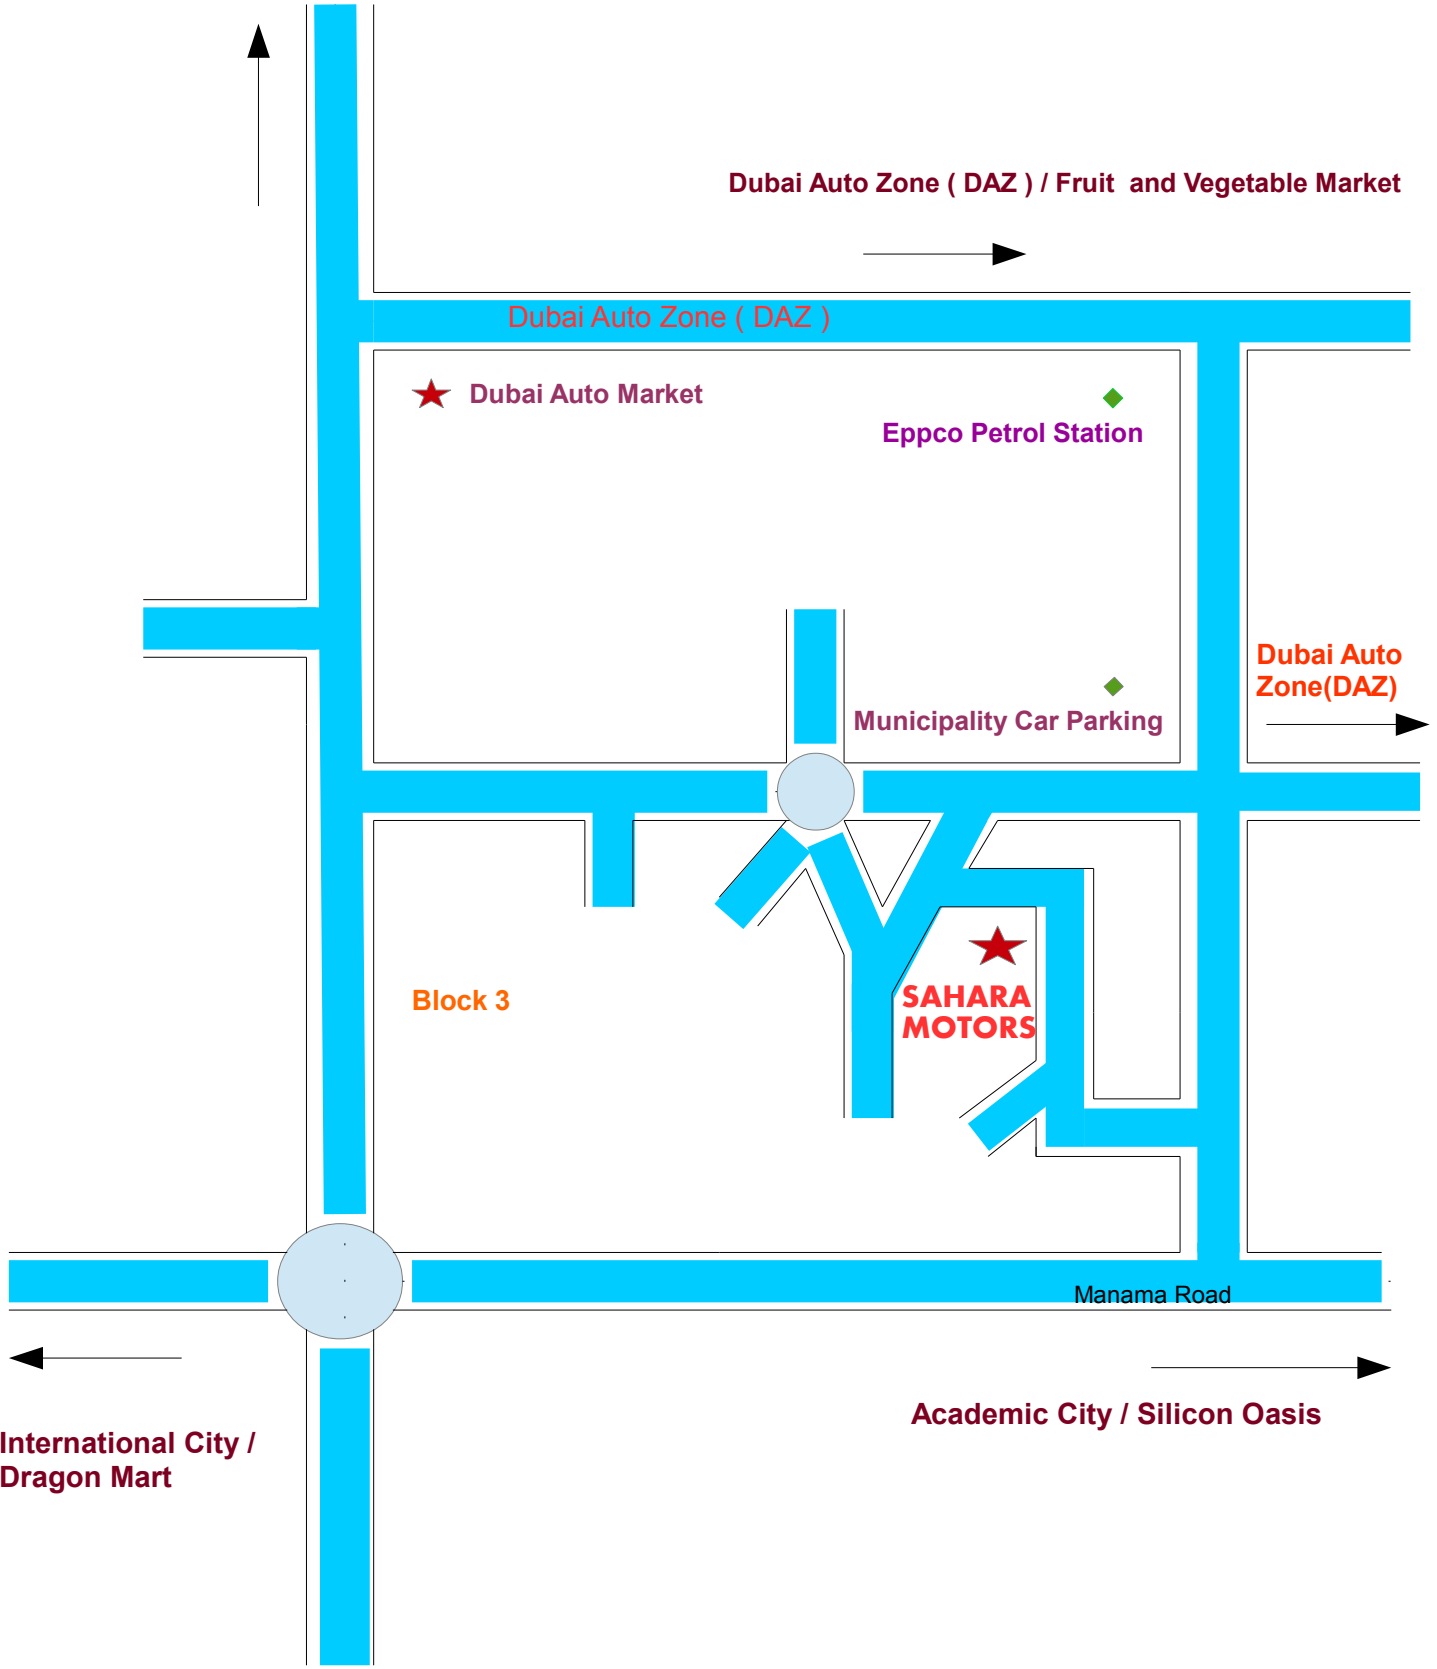 Dubai Auto Zone ( DAZ ) / Fruit  and Vegetable Market
Dubai Auto Zone ( DAZ )
Dubai Auto Market
Eppco Petrol Station
Dubai Auto
Zone(DAZ)
Municipality Car Parking
Block 3
SAHARA
MOTORS
Manama Road
Academic City / Silicon Oasis
International City /
Dragon Mart